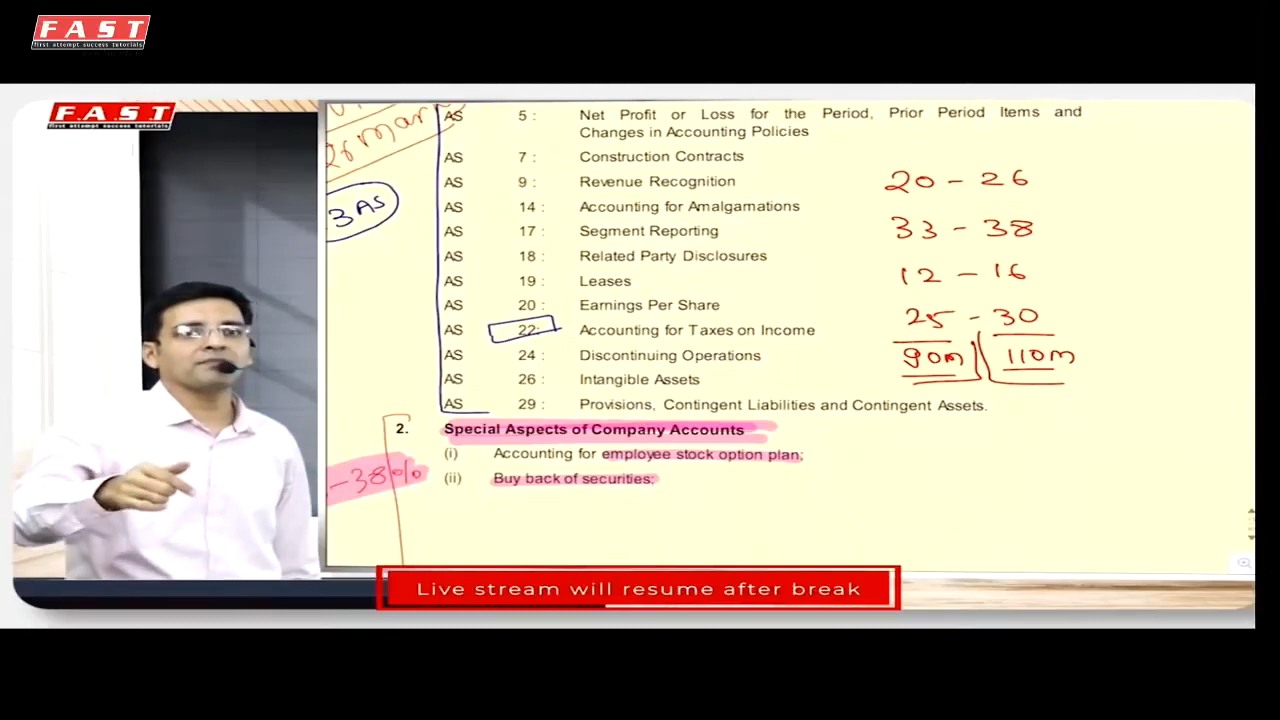 FAST
first attempt success tutorials
F.A.S.T
first attempt success tutorials
26 mar
3 AS
AS 5 : Net Profit or Loss for the Period, Prior Period Items and
Changes in Accounting Policies
AS 7 : Construction Contracts
AS 9 : Revenue Recognition
20 - 26
AS 14 : Accounting for Amalgamations
AS 17 : Segment Reporting
33 - 38
AS 18 : Related Party Disclosures
AS 19 : Leases
12 - 16
AS 20 : Earnings Per Share
25 - 30
AS 22: Accounting for Taxes on Income
AS 24 : Discontinuing Operations
90m 110m
AS 26 : Intangible Assets
AS 29 : Provisions, Contingent Liabilities and Contingent Assets.
2. Special Aspects of Company Accounts
(i) Accounting for employee stock option plan;
-38%
(ii) Buy back of securities;
Live stream will resume after break